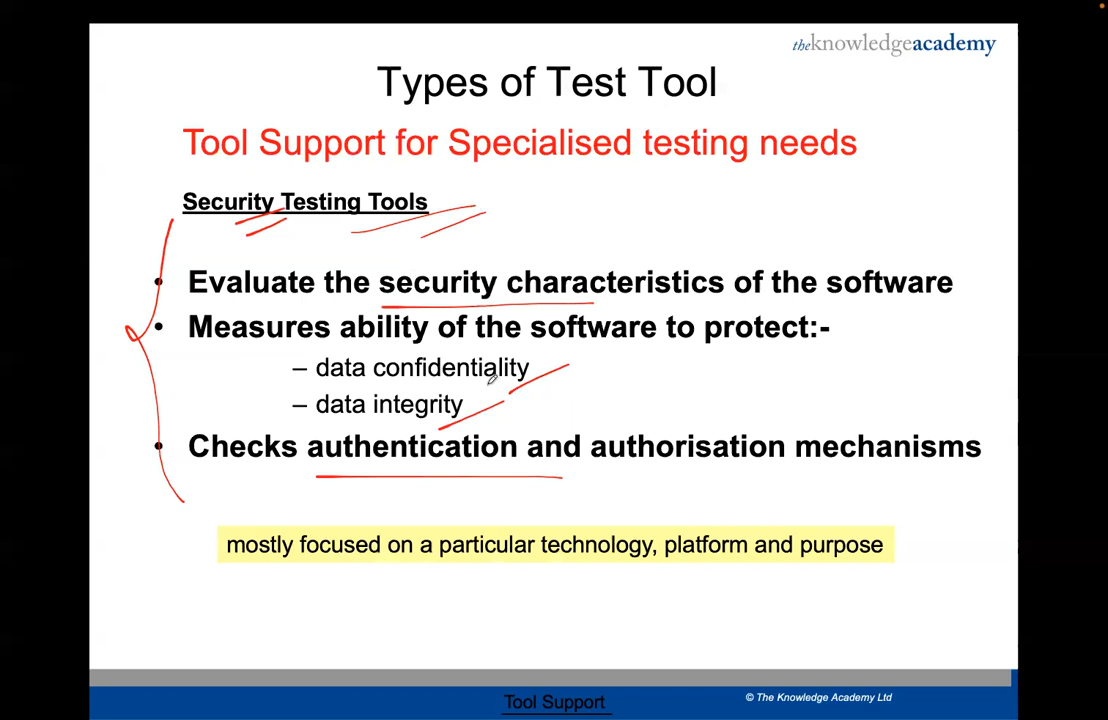 theknowledgeacademy
Types of Test Tool
Tool Support for Specialised testing needs
Security Testing Tools
• Evaluate the security characteristics of the software
• Measures ability of the software to protect:-
– data confidentiality
– data integrity
• Checks authentication and authorisation mechanisms
mostly focused on a particular technology, platform and purpose
Tool Support
© The Knowledge Academy Ltd